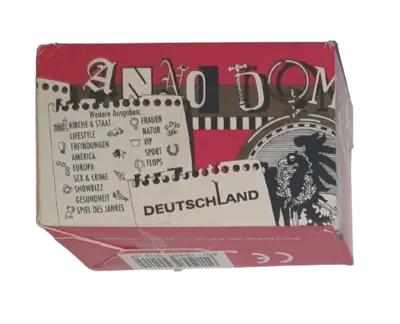 ANNO DOM
Weitere Ausgaben:
KIRCHE & STAAT
LIFESTYLE
ERFINDUNGEN
AMERICA
EUROPA
SEX & CRIME
SHOWBIZZ
GESUNDHEIT
SPIEL DES JAHRES
FRAUEN
NATUR
VIP
SPORT
FLOPS
DEUTSCHLAND
CE